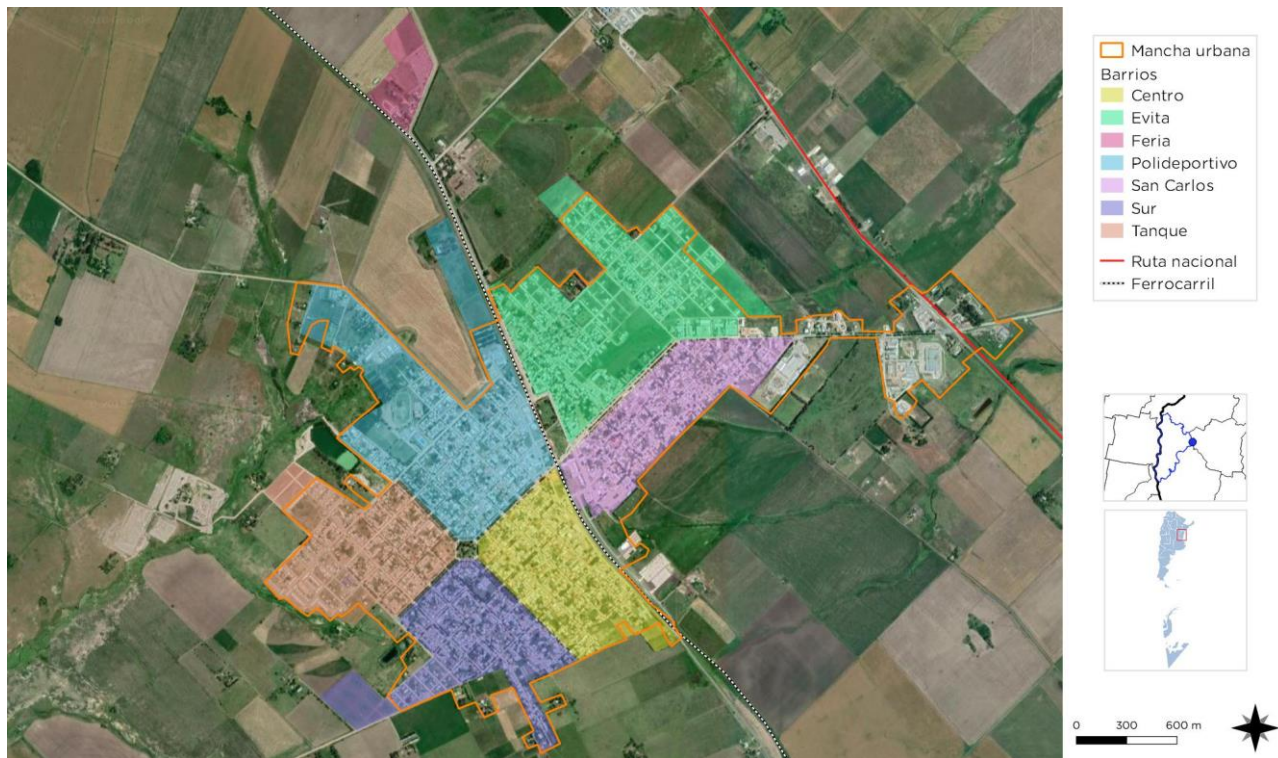 Mancha urbana
Barrios
Centro
Evita
Feria
Polideportivo
San Carlos
Sur
Tanque
Ruta nacional
Ferrocarril
0 300 600 m